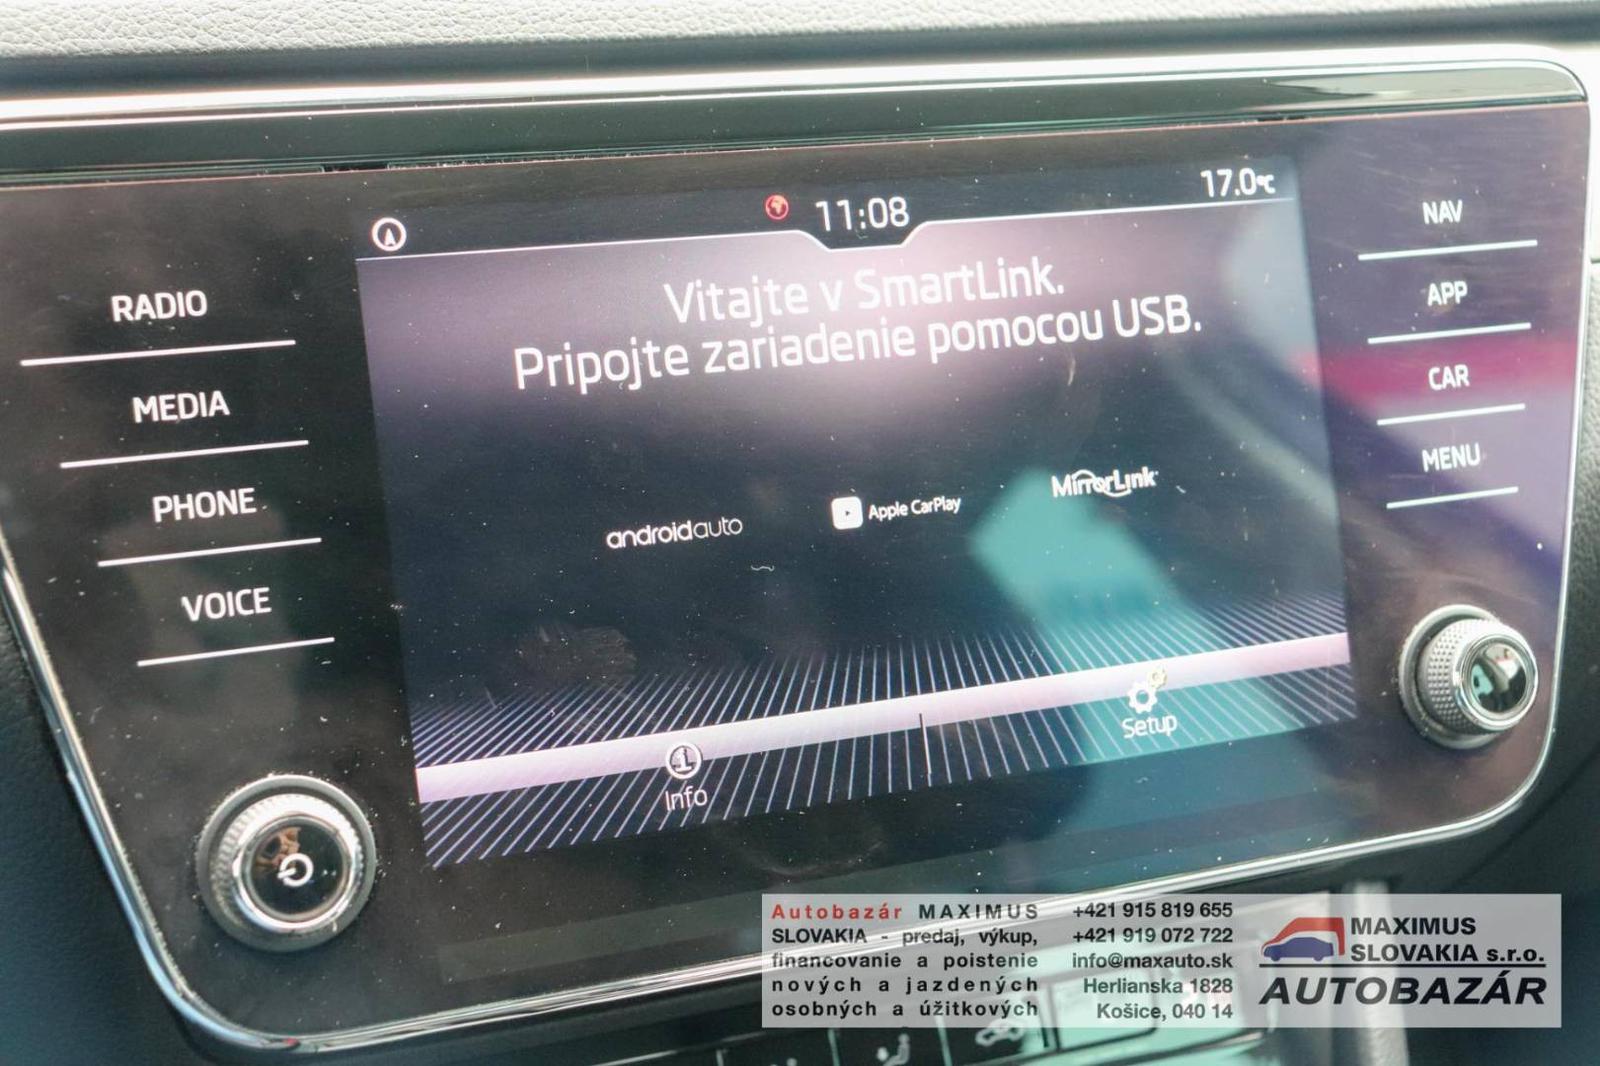 11:08
17.0°C
Vitajte v SmartLink.
Pripojte zariadenie pomocou USB.
androidauto
Apple CarPlay
MirrorLink
Info
Setup
RADIO
MEDIA
PHONE
VOICE
NAV
APP
CAR
MENU
Autobazár MAXIMUS
SLOVAKIA - predaj, výkup,
financovanie a poistenie
nových a jazdených
osobných a úžitkových
+421 915 819 655
+421 919 072 722
info@maxauto.sk
Herlianska 1828
Košice, 040 14
MAXIMUS
SLOVAKIA s.r.o.
AUTOBAZÁR